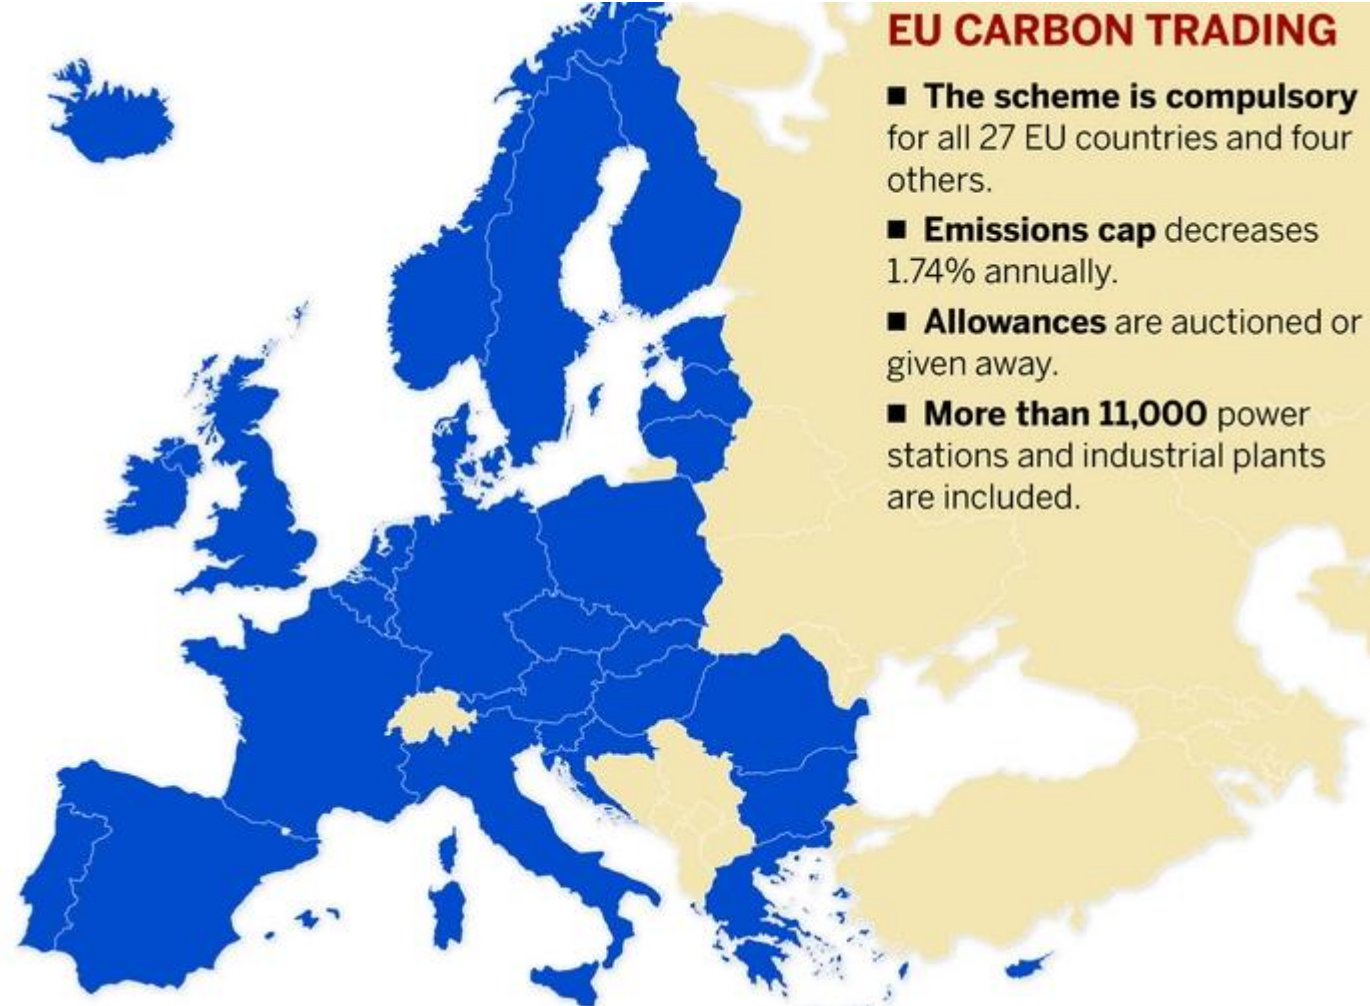 EU CARBON TRADING
■ The scheme is compulsory
for all 27 EU countries and four
others.
■ Emissions cap decreases
1.74% annually.
■ Allowances are auctioned or
given away.
■ More than 11,000 power
stations and industrial plants
are included.